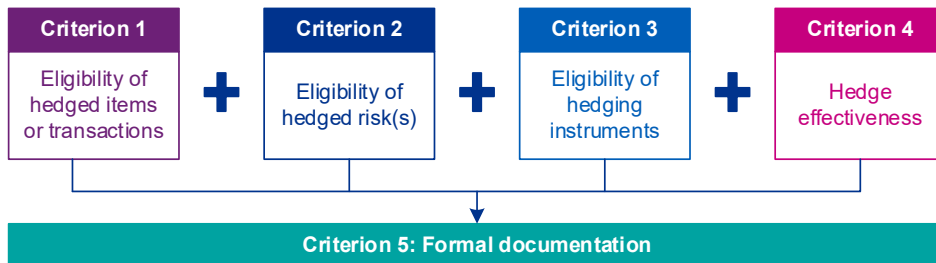 Criterion 1
Eligibility of
hedged items
or transactions
Criterion 2
Eligibility of
hedged risk(s)
Criterion 3
Eligibility of
hedging
instruments
Criterion 4
Hedge
effectiveness
Criterion 5: Formal documentation